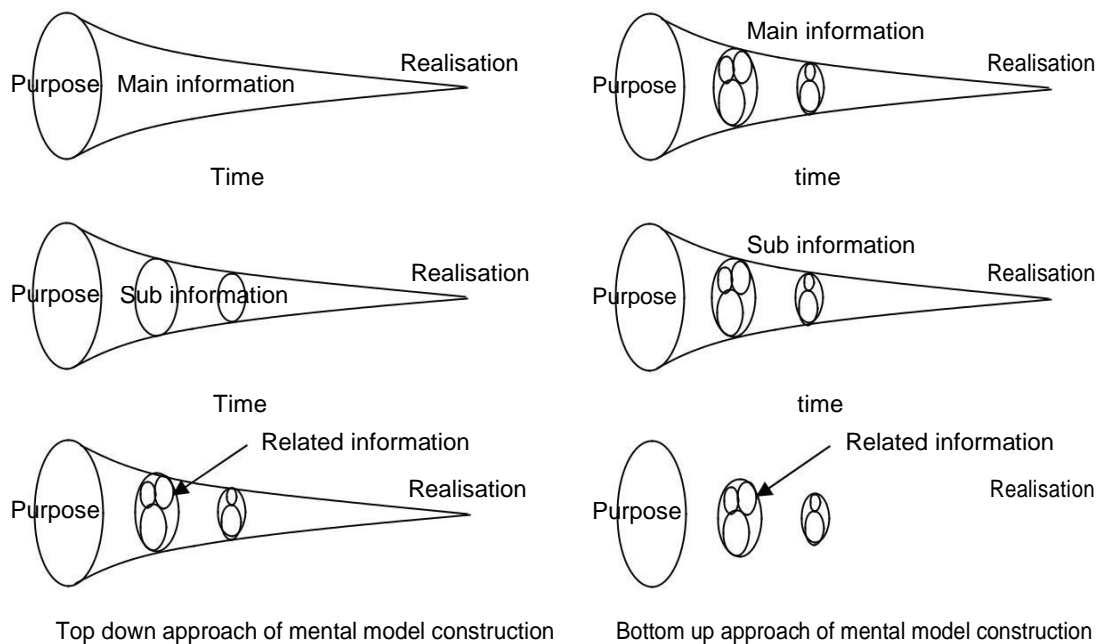 Realisation
Purpose
Main information
Time
Main information
Realisation
Purpose
time
Realisation
Purpose
Sub information
Time
Sub information
Realisation
Purpose
time
Related information
Realisation
Purpose
Related information
Realisation
Purpose
Top down approach of mental model construction
Bottom up approach of mental model construction